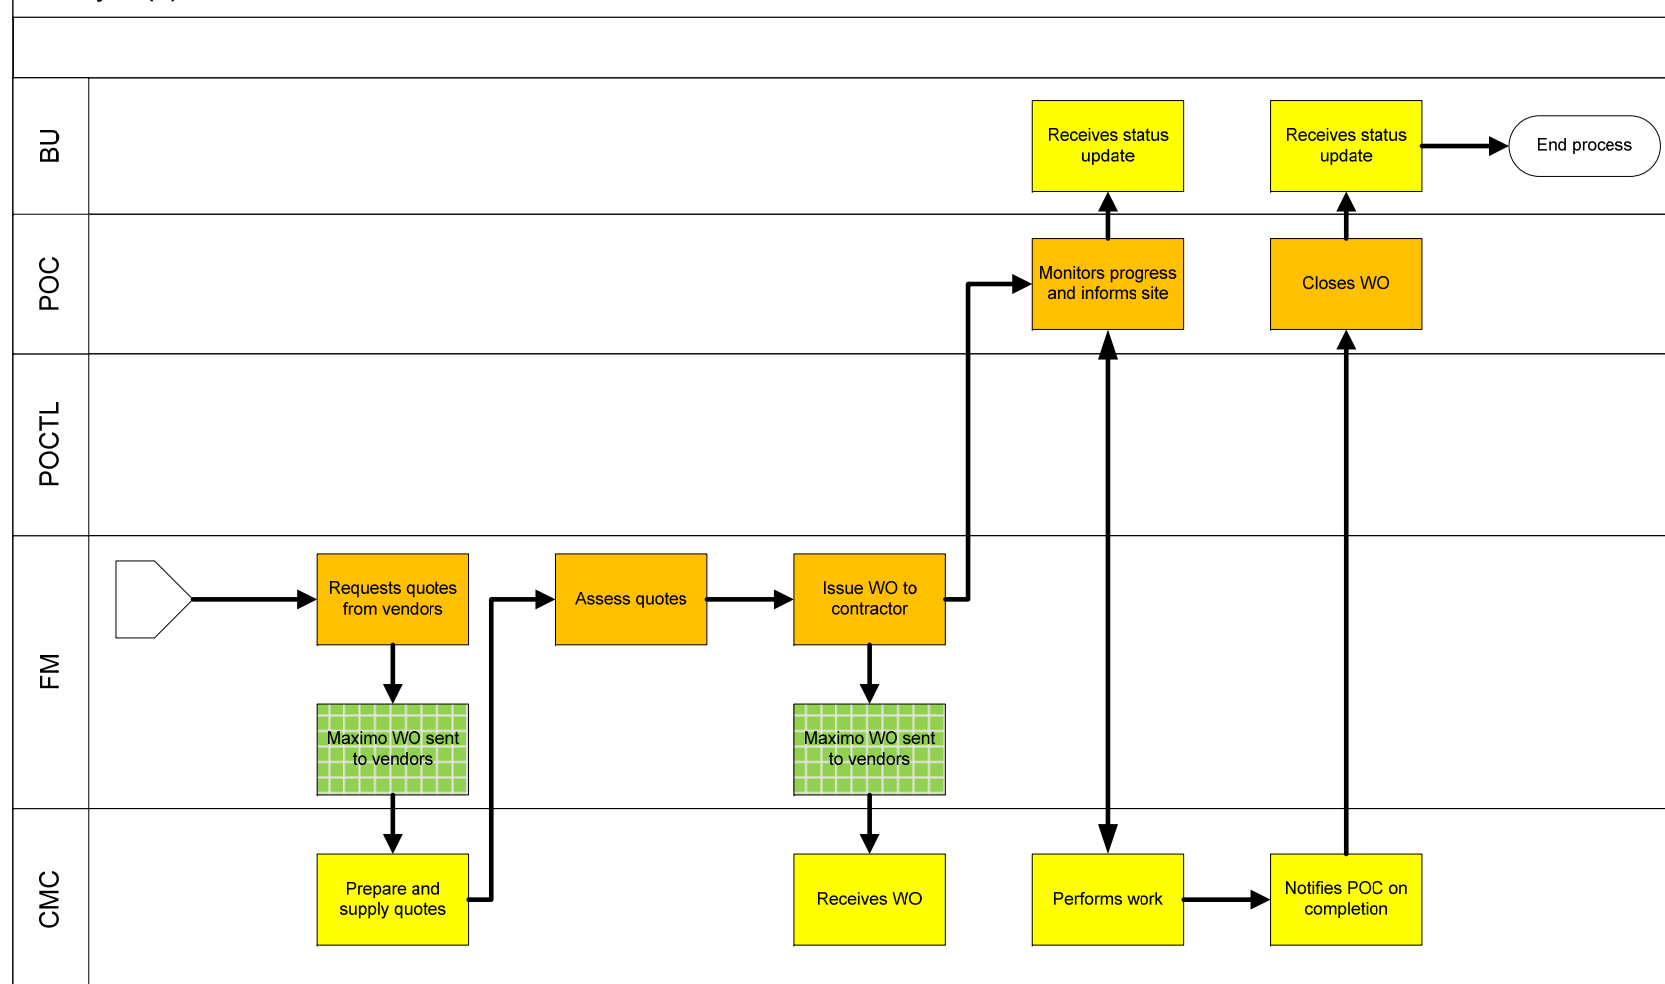 BU
Receives status
update
Receives status
update
End process
POC
Monitors progress
and informs site
Closes WO
POCTL
FM
Requests quotes
from vendors
Assess quotes
Issue WO to
contractor
Maximo WO sent
to vendors
Maximo WO sent
to vendors
CMC
Prepare and
supply quotes
Receives WO
Performs work
Notifies POC on
completion